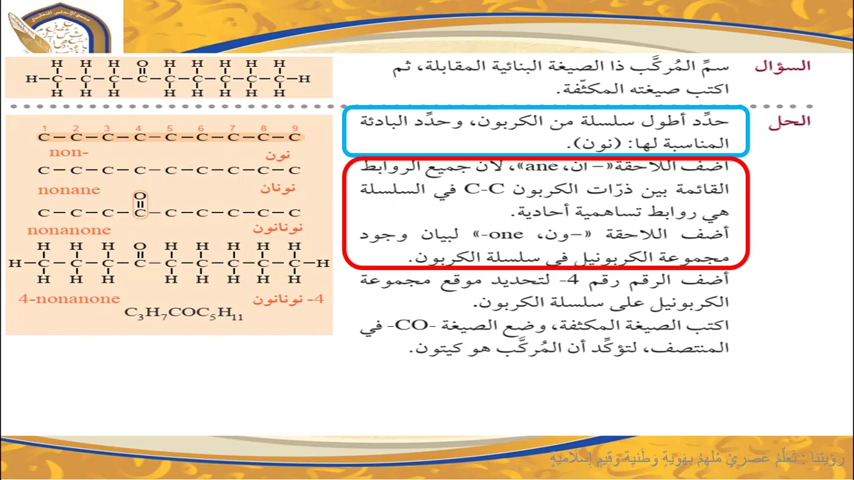 السؤال
سمِّ المُركَّب ذا الصيغة البنائية المقابلة، ثم
اكتب صيغته المكثّفة.
H H H O H H H H H
H–C–C–C–C–C–C–C–C–C–H
H H H H H H H H
الحل
حدِّد أطول سلسلة من الكربون، وحدِّد البادئة
المناسبة لها: (نون).
أضف اللاحقة «– ان، ane»، لأن جميع الروابط
القائمة بين ذرّات الكربون C-C في السلسلة
هي روابط تساهمية أحادية.
أضف اللاحقة «–ون، one-» لبيان وجود
مجموعة الكربونيل في سلسلة الكربون.
أضف الرقم رقم 4- لتحديد موقع مجموعة
الكربونيل على سلسلة الكربون.
اكتب الصيغة المكثفة، وضع الصيغة -CO- في
المنتصف، لتؤكِّد أن المُركَّب هو كيتون.
1 2 3 4 5 6 7 8 9
C–C–C–C–C–C–C–C–C
non- نون
C–C–C–C–C–C–C–C–C
nonane نونان
O
C–C–C–C–C–C–C–C–C
nonanone نونانون
H H H O H H H H H
H–C–C–C–C–C–C–C–C–C–H
H H H H H H H H
4-nonanone 4- نونانون
C₃H₇COC₅H₁₁
رؤيتنا : تعلم عصري ملهم بهوية وطنية وقيم إسلامية